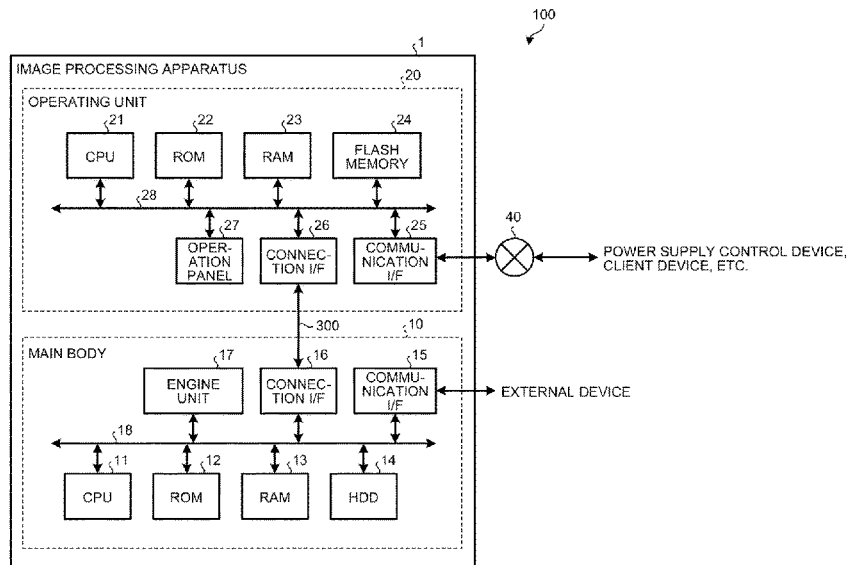 100
1
IMAGE PROCESSING APPARATUS
20
OPERATING UNIT
21
22
23
24
CPU
ROM
RAM
FLASH
MEMORY
28
27
26
25
40
OPER-
ATION
PANEL
CONNEC-
TION I/F
COMMU-
NICATION
I/F
POWER SUPPLY CONTROL DEVICE,
CLIENT DEVICE, ETC.
300
10
MAIN BODY
17
16
15
ENGINE
UNIT
CONNEC-
TION I/F
COMMU-
NICATION
I/F
EXTERNAL DEVICE
18
11
12
13
14
CPU
ROM
RAM
HDD